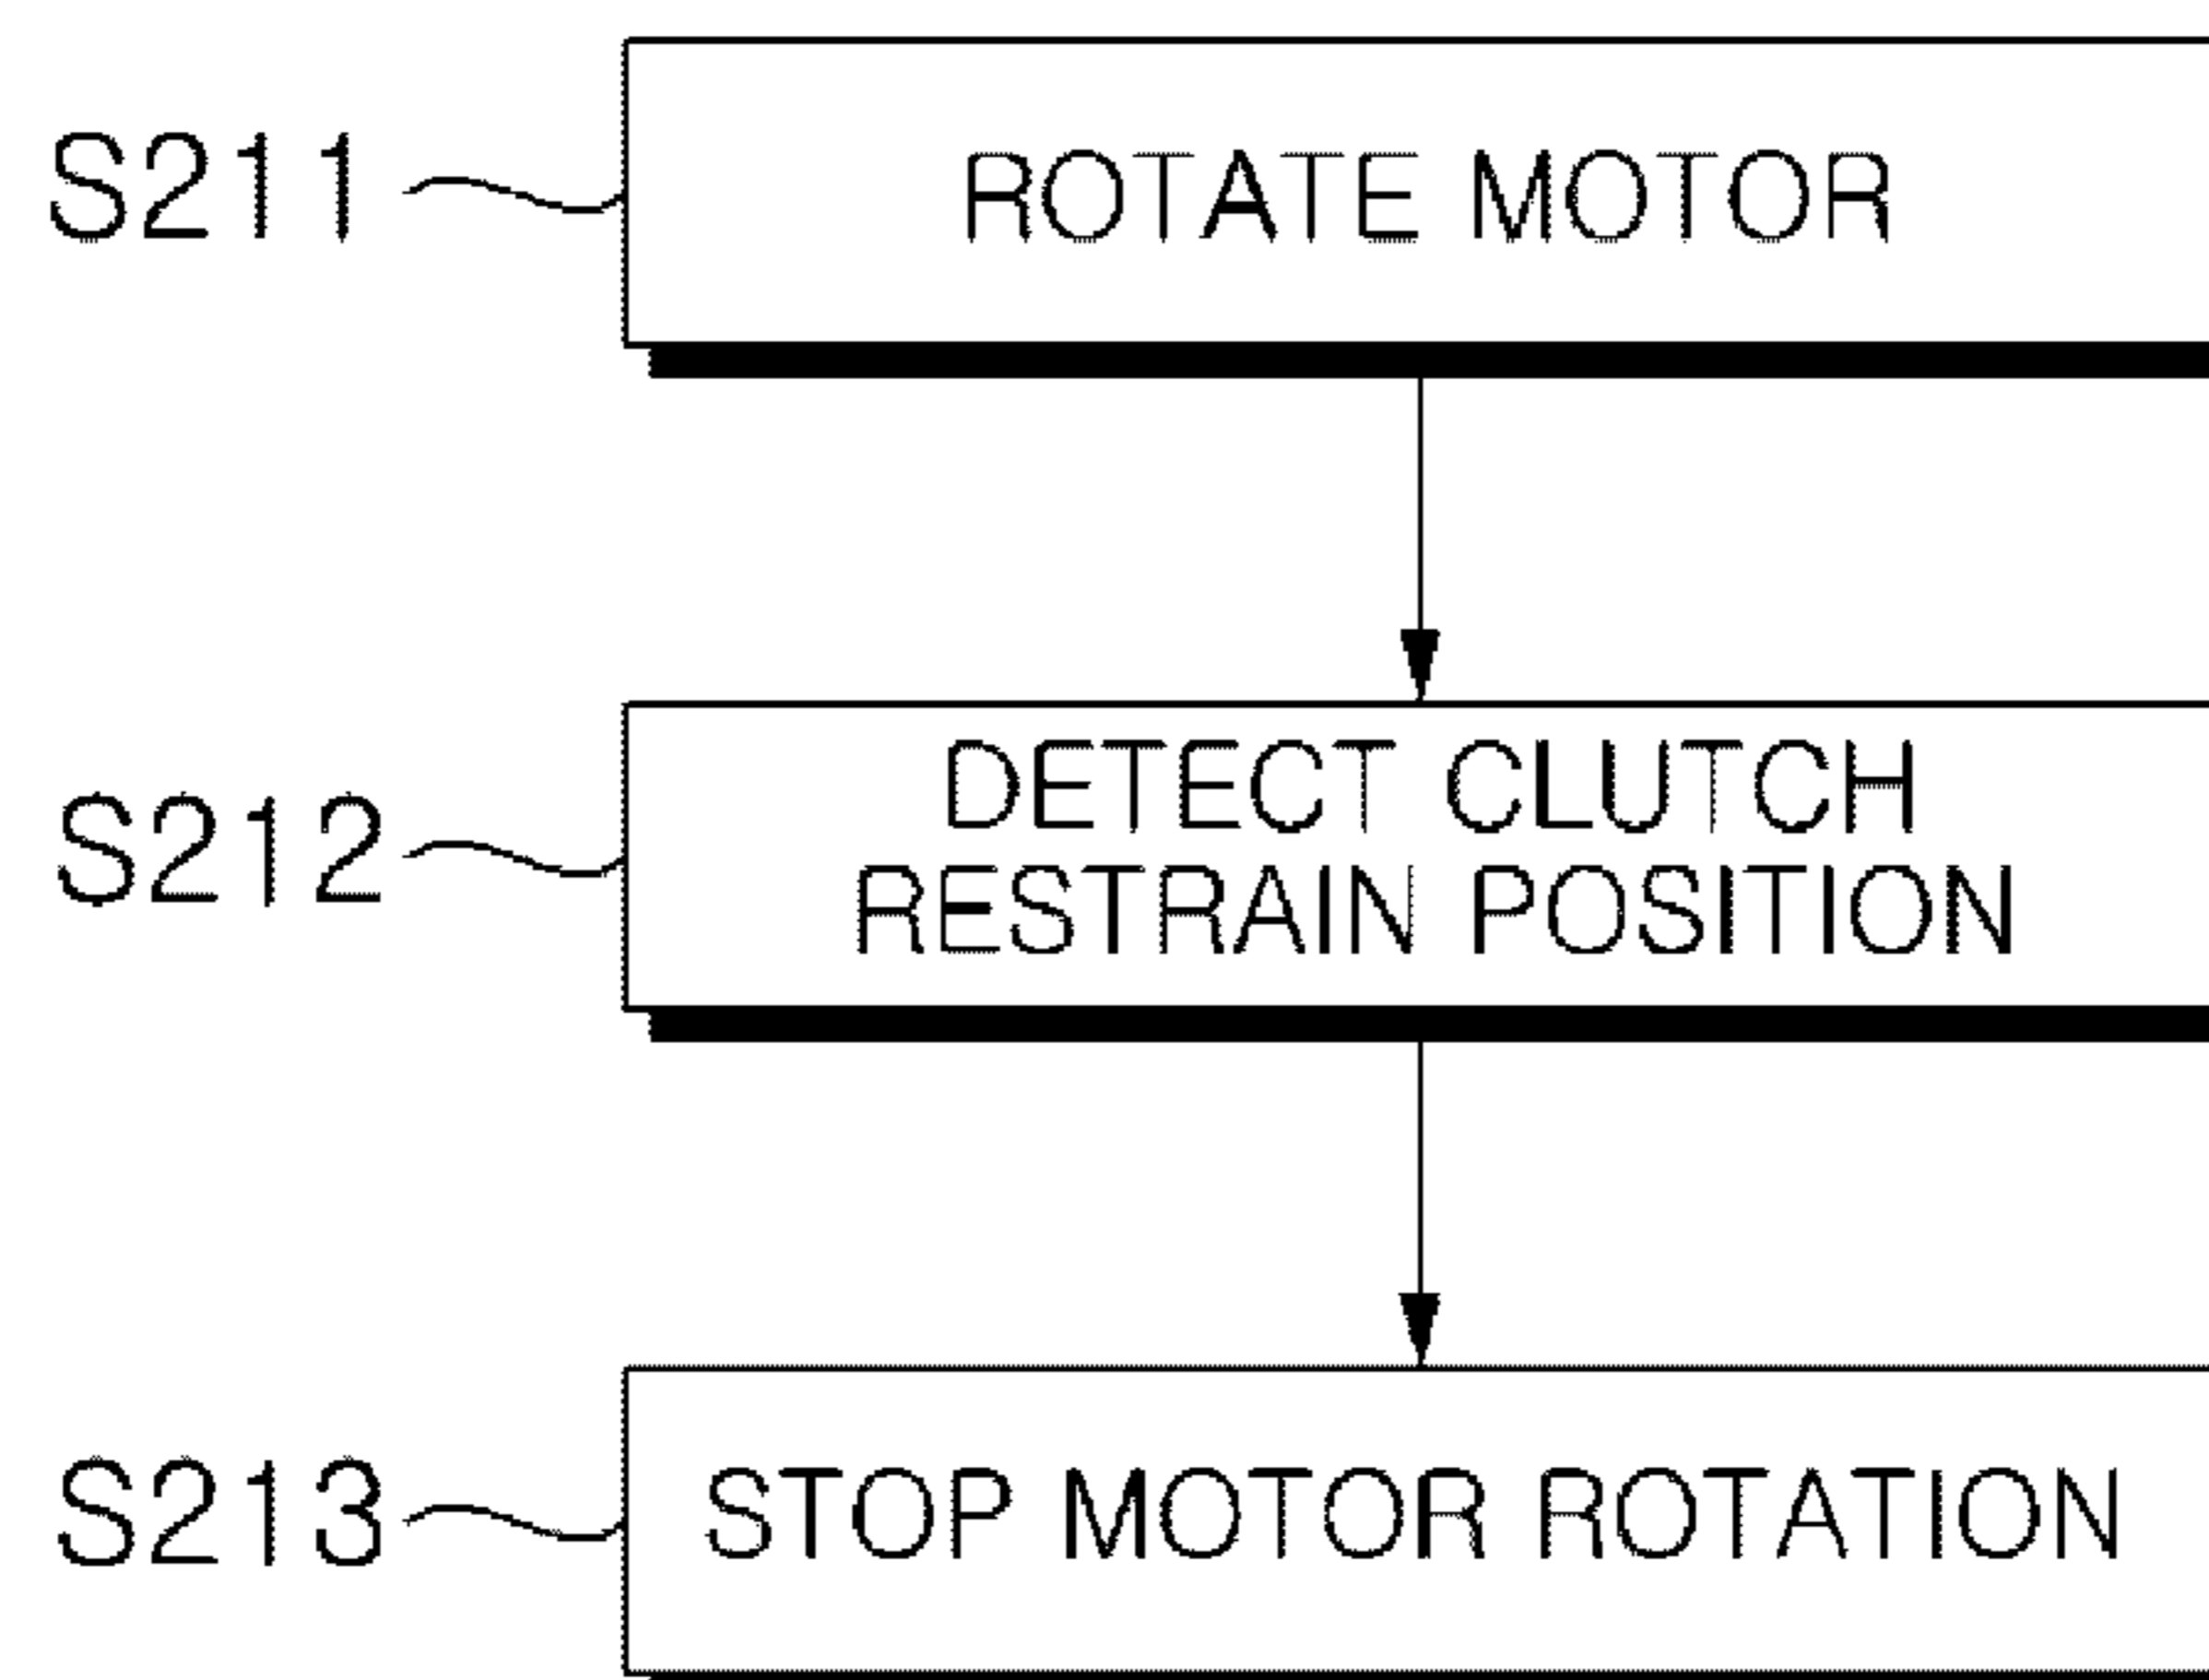 S211
ROTATE MOTOR
S212
DETECT CLUTCH
RESTRAIN POSITION
S213
STOP MOTOR ROTATION